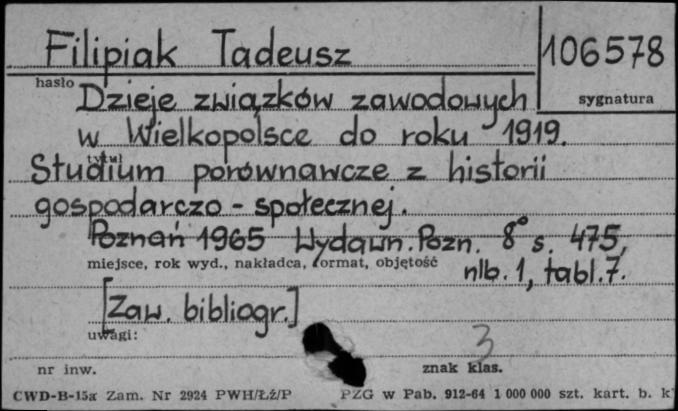 Filipiak Tadeusz
106578
hasło
sygnatura
Dzieje związków zawodowych
w Wielkopolsce do roku 1919.
tytuł
Studium porównawcze z historii
gospodarczo - społecznej.
Poznań 1965 Wydawn. Pozn. 8° s. 475,
miejsce, rok wyd., nakładca, format, objętość
nlb. 1, tabl. 7.
[Zaw. bibliogr.]
uwagi:
3
nr inw.
znak klas.
CWD-B-15a Zam. Nr 2924 PWH/Łź/P
PZG w Pab. 912-64 1 000 000 szt. kart. b. k